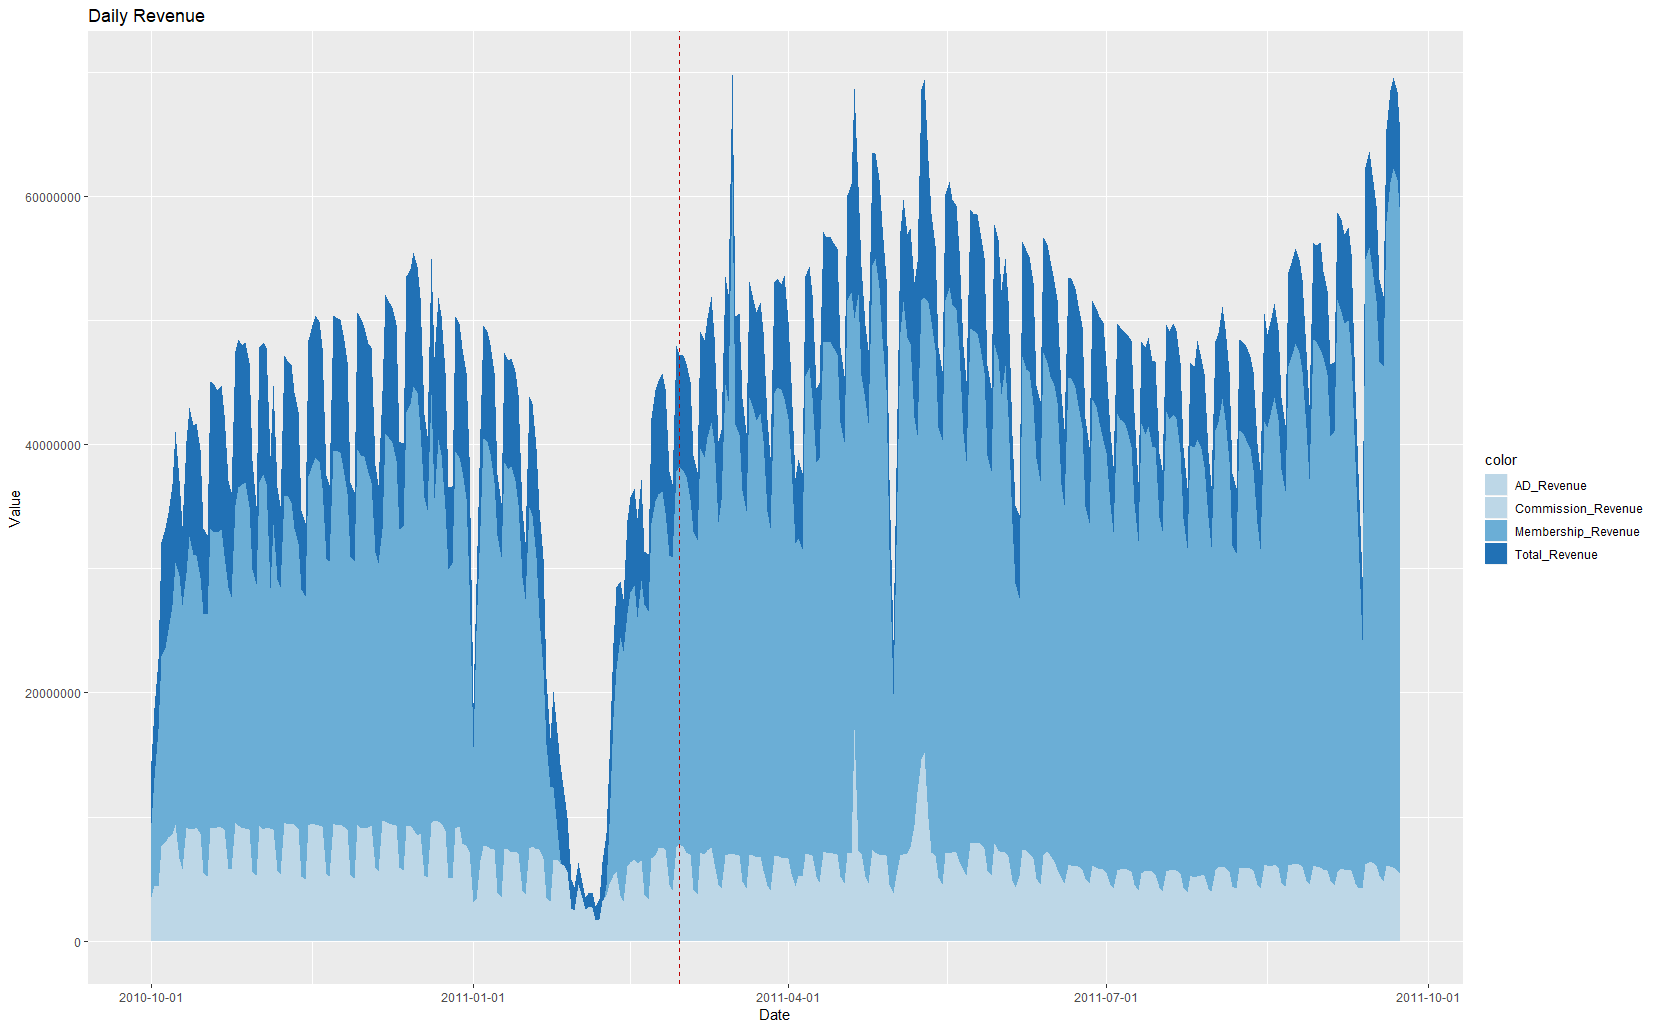 Daily Revenue
Value
60000000
40000000
20000000
0
2010-10-01
2011-01-01
2011-04-01
2011-07-01
2011-10-01
Date
color
AD_Revenue
Commission_Revenue
Membership_Revenue
Total_Revenue